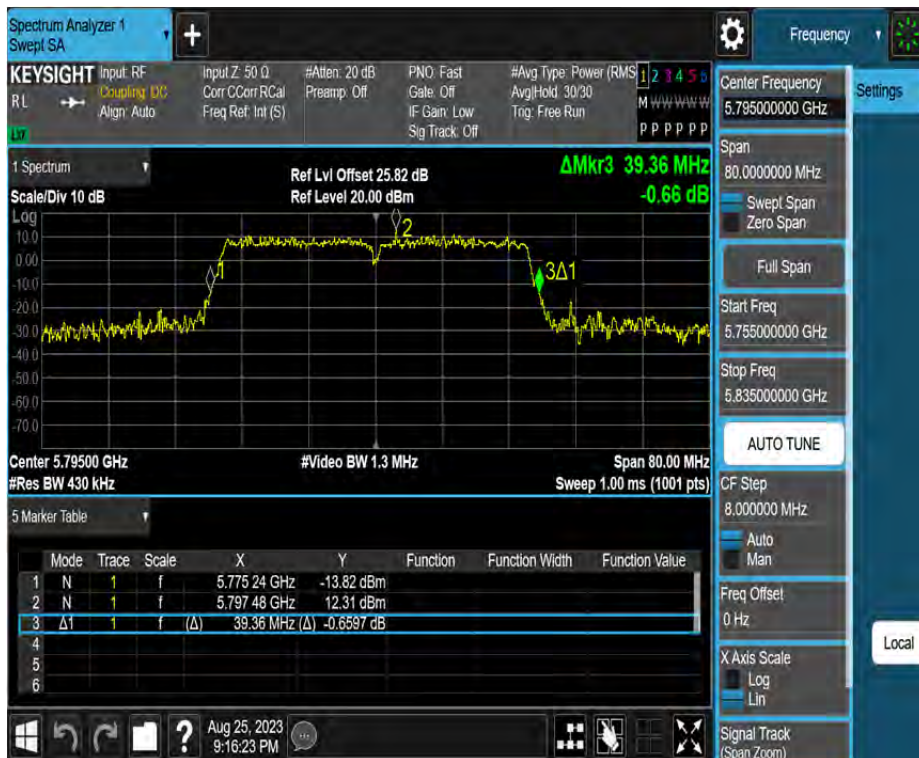 Spectrum Analyzer 1
Swept SA
+
Frequency
KEYSIGHT
Input: RF
Input Z: 50 Ω
#Atten: 20 dB
PNO: Fast
#Avg Type: Power (RMS
1 2 3 4 5 6
RL
Coupling: DC
Corr CCorr RCal
Preamp: Off
Gate: Off
Avg|Hold: 30/30
M W W W W W
Align: Auto
Freq Ref: Int (S)
IF Gain: Low
Trig: Free Run
Sig Track: Off
P P P P P P
LXI
1 Spectrum
Ref Lvl Offset 25.82 dB
ΔMkr3 39.36 MHz
Scale/Div 10 dB
Ref Level 20.00 dBm
-0.66 dB
Log
10.0
0.00
-10.0
-20.0
-30.0
-40.0
-50.0
-60.0
-70.0
1
2
3Δ1
Center 5.79500 GHz
#Video BW 1.3 MHz
Span 80.00 MHz
#Res BW 430 kHz
Sweep 1.00 ms (1001 pts)
5 Marker Table
Mode Trace Scale X Y Function Function Width Function Value
1 N 1 f 5.775 24 GHz -13.82 dBm
2 N 1 f 5.797 48 GHz 12.31 dBm
3 Δ1 1 f (Δ) 39.36 MHz (Δ) -0.6597 dB
4
5
6
?
Aug 25, 2023
9:16:23 PM
Center Frequency
5.795000000 GHz
Span
80.0000000 MHz
Swept Span
Zero Span
Full Span
Start Freq
5.755000000 GHz
Stop Freq
5.835000000 GHz
AUTO TUNE
CF Step
8.000000 MHz
Auto
Man
Freq Offset
0 Hz
X Axis Scale
Log
Lin
Signal Track
(Span Zoom)
Settings
Local